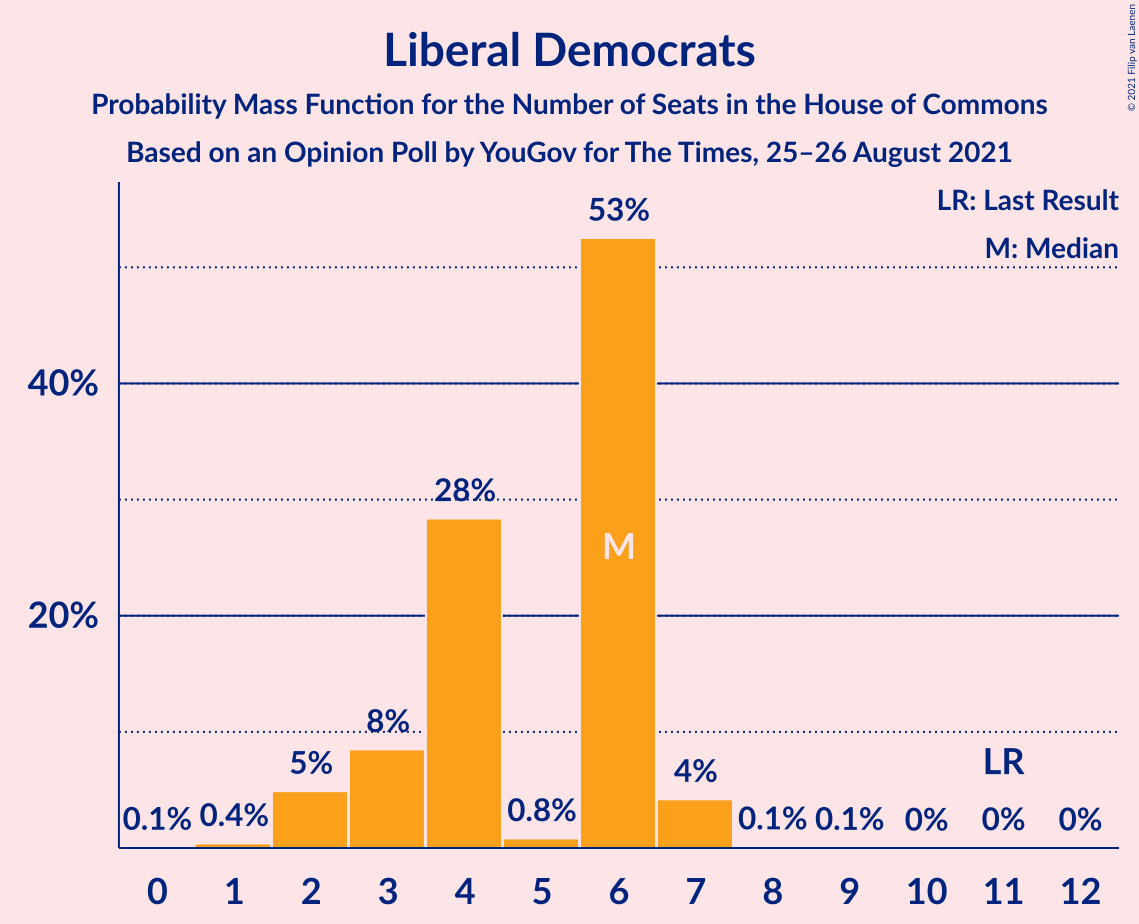 © 2021 Filip van Laenen
Liberal Democrats
Probability Mass Function for the Number of Seats in the House of Commons
Based on an Opinion Poll by YouGov for The Times, 25–26 August 2021
LR: Last Result
M: Median
53%
40%
28%
M
20%
8%
5%
4%
LR
0.1% 0.4% 0.8% 0.1% 0.1% 0% 0% 0%
0 1 2 3 4 5 6 7 8 9 10 11 12